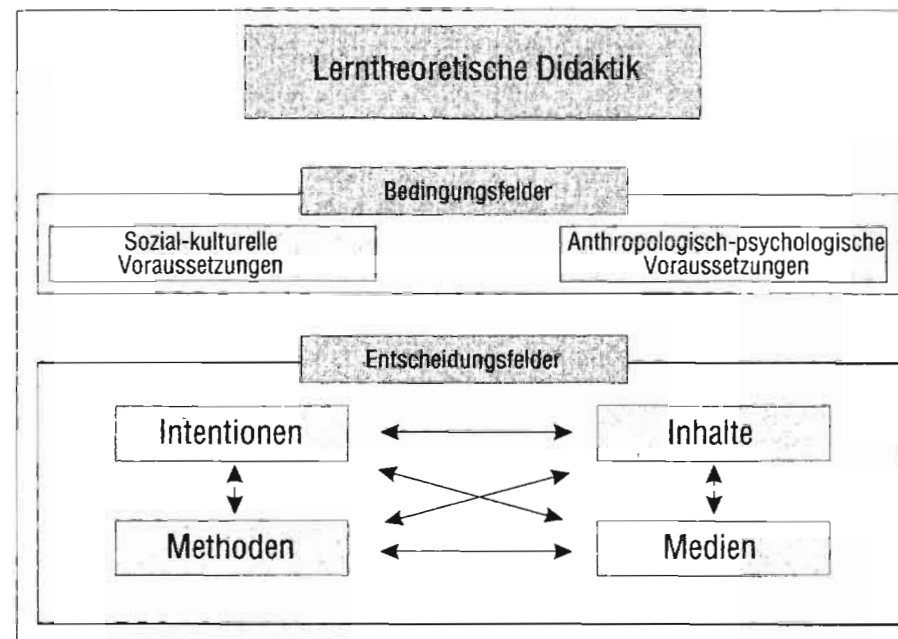 Lerntheoretische Didaktik
Bedingungsfelder
Sozial-kulturelle
Voraussetzungen
Anthropologisch-psychologische
Voraussetzungen
Entscheidungsfelder
Intentionen
Inhalte
Methoden
Medien